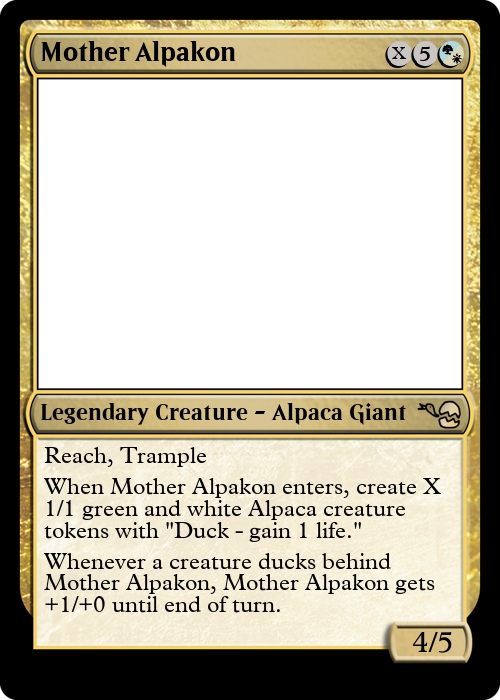 Mother Alpakon X 5
Legendary Creature – Alpaca Giant
Reach, Trample
When Mother Alpakon enters, create X
1/1 green and white Alpaca creature
tokens with "Duck - gain 1 life."
Whenever a creature ducks behind
Mother Alpakon, Mother Alpakon gets
+1/+0 until end of turn.
4/5